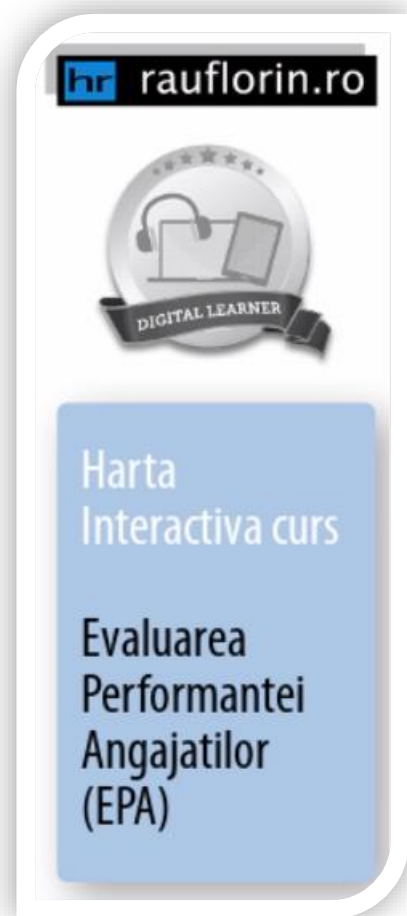 hr rauflorin.ro
DIGITAL LEARNER
Harta
Interactiva curs
Evaluarea
Performantei
Angajatilor
(EPA)